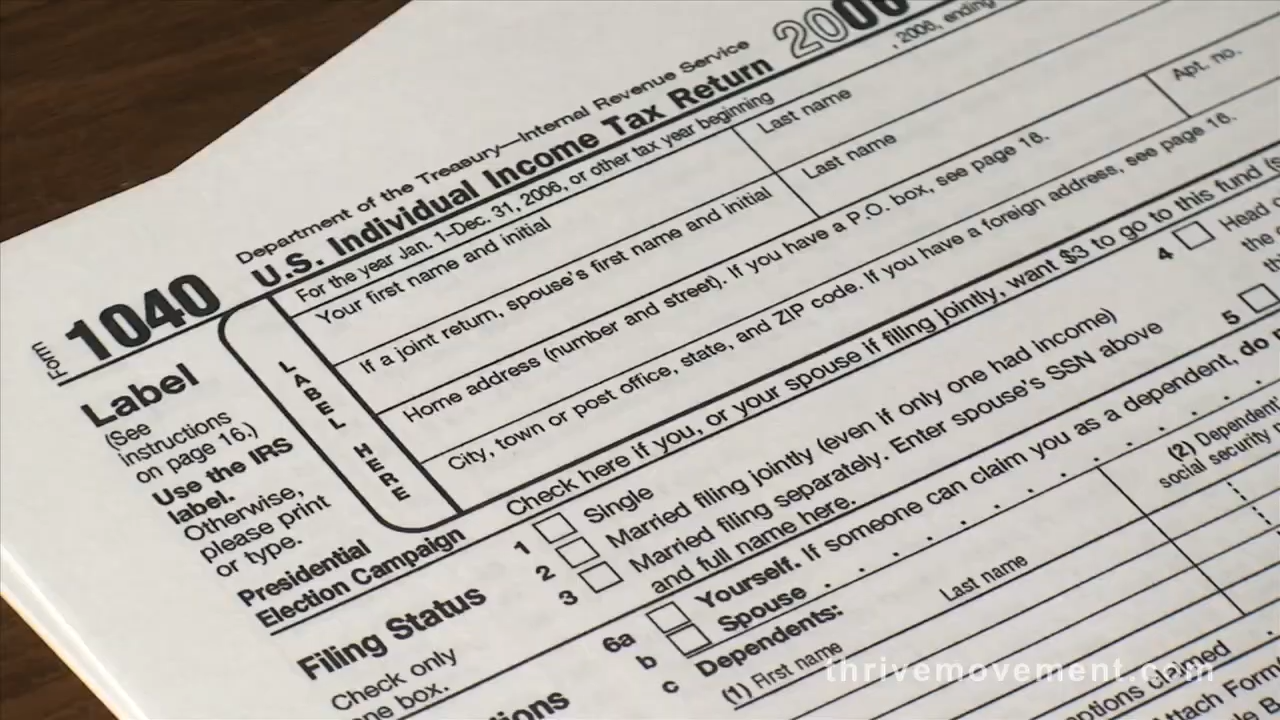 Department of the Treasury—Internal Revenue Service
Form 1040 U.S. Individual Income Tax Return 2006
For the year Jan. 1–Dec. 31, 2006, or other tax year beginning , 2006, ending
Label
(See
instructions
on page 16.)
Use the IRS
label.
Otherwise,
please print
or type.
LABEL HERE
Your first name and initial Last name
If a joint return, spouse's first name and initial Last name
Home address (number and street). If you have a P.O. box, see page 16. Apt. no.
City, town or post office, state, and ZIP code. If you have a foreign address, see page 16.
Presidential
Election Campaign
Check here if you, or your spouse if filing jointly, want $3 to go to this fund
Filing Status
Check only
one box.
1 Single
2 Married filing jointly (even if only one had income)
3 Married filing separately. Enter spouse's SSN above
and full name here.
4 Head
the
5
6a Yourself. If someone can claim you as a dependent, do
b Spouse
c Dependents:
(1) First name Last name
(2) Dependent'
social security
claimed
thrivemovement.com